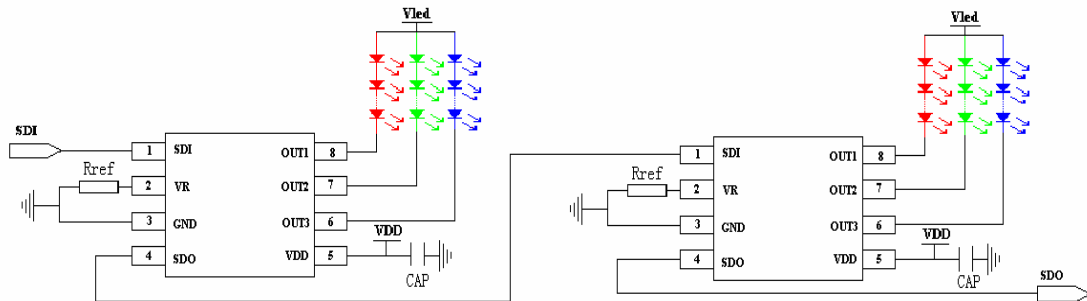 Vled
Vled
SDI
1 SDI OUT1 8
Rref
2 VR OUT2 7
3 GND OUT3 6
4 SDO VDD 5
VDD
CAP
1 SDI OUT1 8
Rref
2 VR OUT2 7
3 GND OUT3 6
4 SDO VDD 5
VDD
CAP
SDO